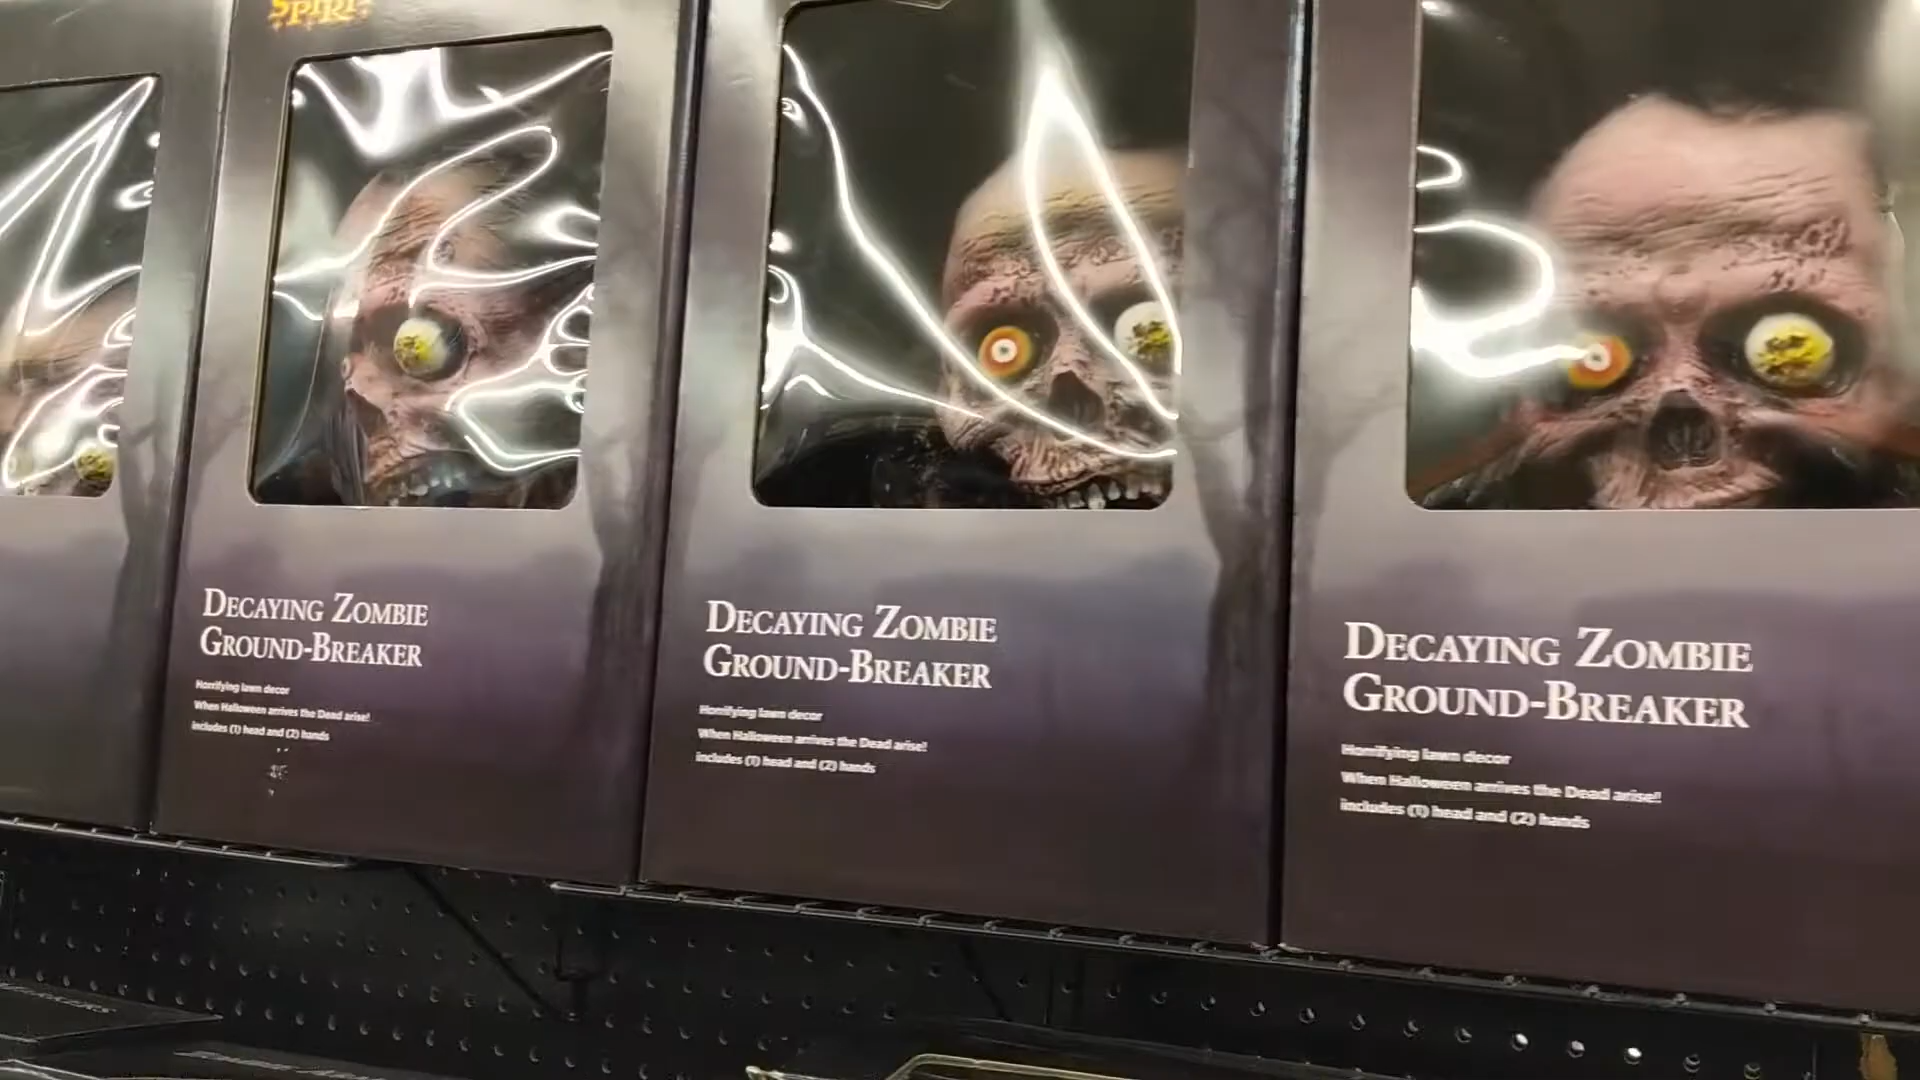 SPIRIT
DECAYING ZOMBIE
GROUND-BREAKER
Horrifying lawn decor
When Halloween arrives the Dead arise!
includes (1) head and (2) hands
DECAYING ZOMBIE
GROUND-BREAKER
Horrifying lawn decor
When Halloween arrives the Dead arise!
includes (1) head and (2) hands
DECAYING ZOMBIE
GROUND-BREAKER
Horrifying lawn decor
When Halloween arrives the Dead arise!
includes (1) head and (2) hands